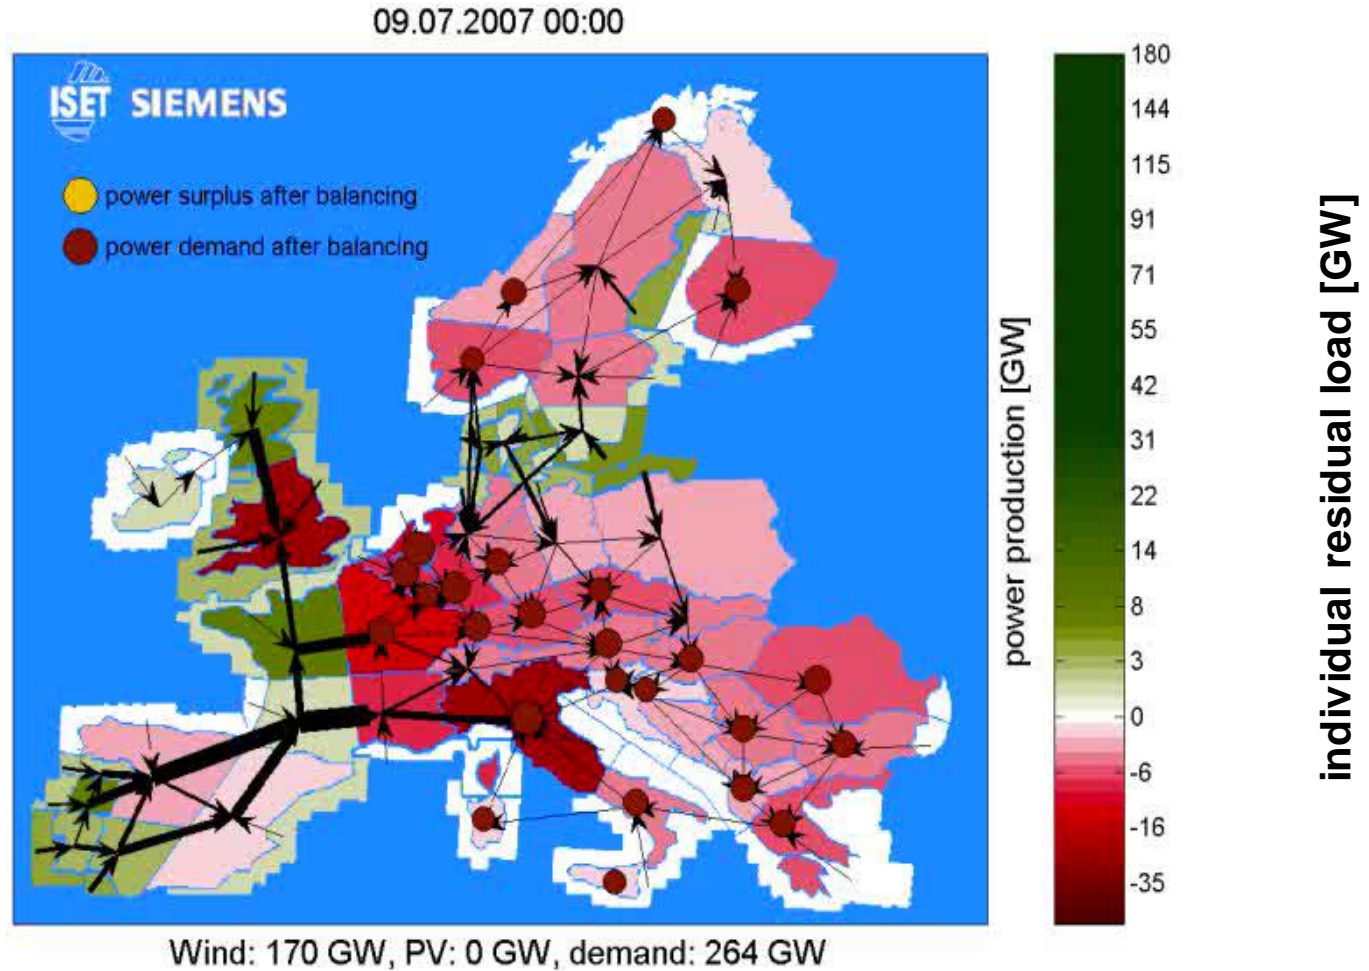 09.07.2007 00:00
ISET SIEMENS
power surplus after balancing
power demand after balancing
180
144
115
91
71
55
42
31
22
14
8
3
0
-6
-16
-35
power production [GW]
individual residual load [GW]
Wind: 170 GW, PV: 0 GW, demand: 264 GW